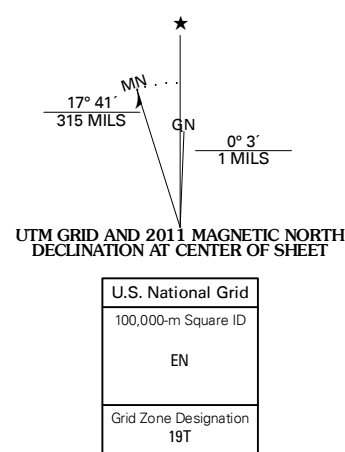 ★
MN
17° 41´
315 MILS
GN
0° 3´
1 MILS
UTM GRID AND 2011 MAGNETIC NORTH
DECLINATION AT CENTER OF SHEET
U.S. National Grid
100,000-m Square ID
EN
Grid Zone Designation
19T